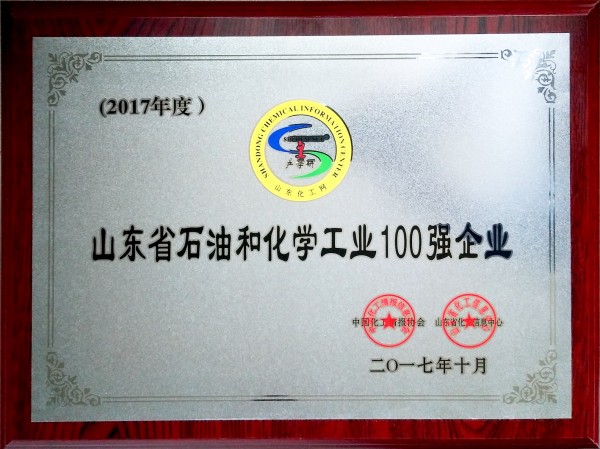 (2017年度)
SHANDONG CHEMICAL INFORMATION CENTER
产学研
山东化工网
山东省石油和化学工业100强企业
中国化工情报协会 山东省化工信息中心
二〇一七年十月